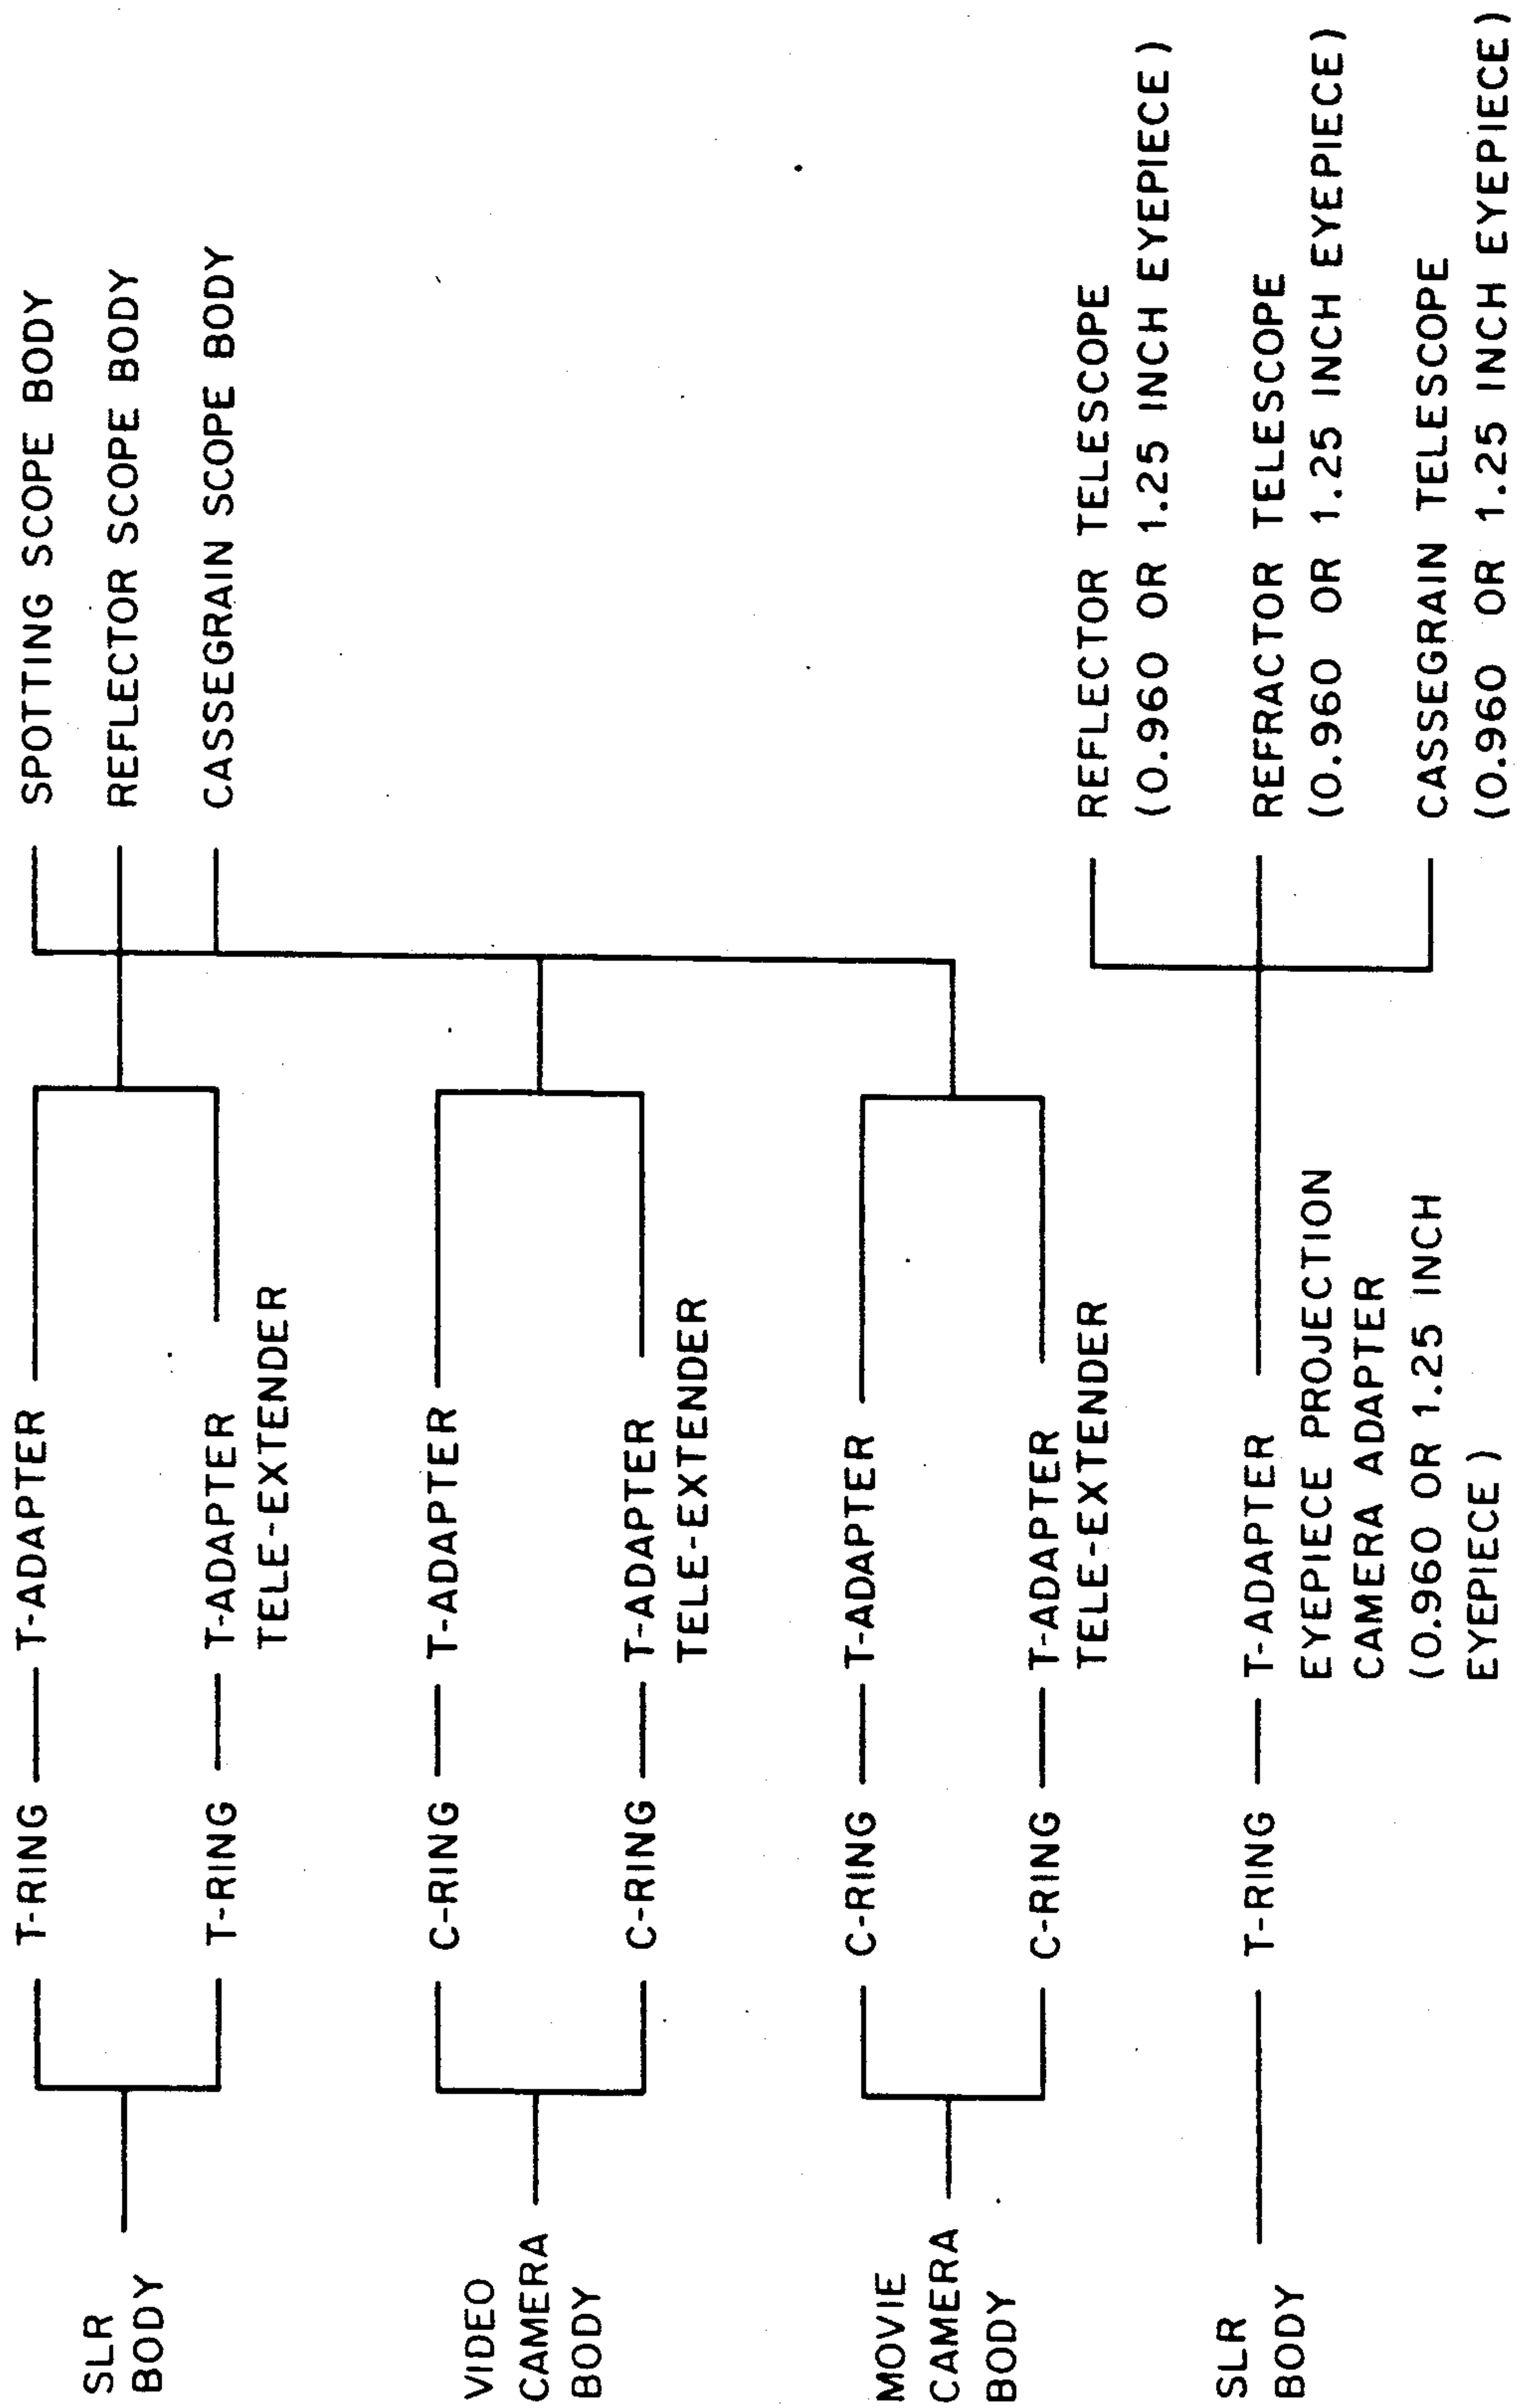 SLR
BODY
T-RING
T-ADAPTER
T-RING
T-ADAPTER
TELE-EXTENDER
SPOTTING SCOPE BODY
REFLECTOR SCOPE BODY
CASSEGRAIN SCOPE BODY
VIDEO
CAMERA
BODY
C-RING
T-ADAPTER
C-RING
T-ADAPTER
TELE-EXTENDER
MOVIE
CAMERA
BODY
C-RING
T-ADAPTER
C-RING
T-ADAPTER
TELE-EXTENDER
SLR
BODY
T-RING
T-ADAPTER
EYEPIECE PROJECTION
CAMERA ADAPTER
(0.960 OR 1.25 INCH
EYEPIECE)
REFLECTOR TELESCOPE
(0.960 OR 1.25 INCH EYEPIECE)
REFRACTOR TELESCOPE
(0.960 OR 1.25 INCH EYEPIECE)
CASSEGRAIN TELESCOPE
(0.960 OR 1.25 INCH EYEPIECE)